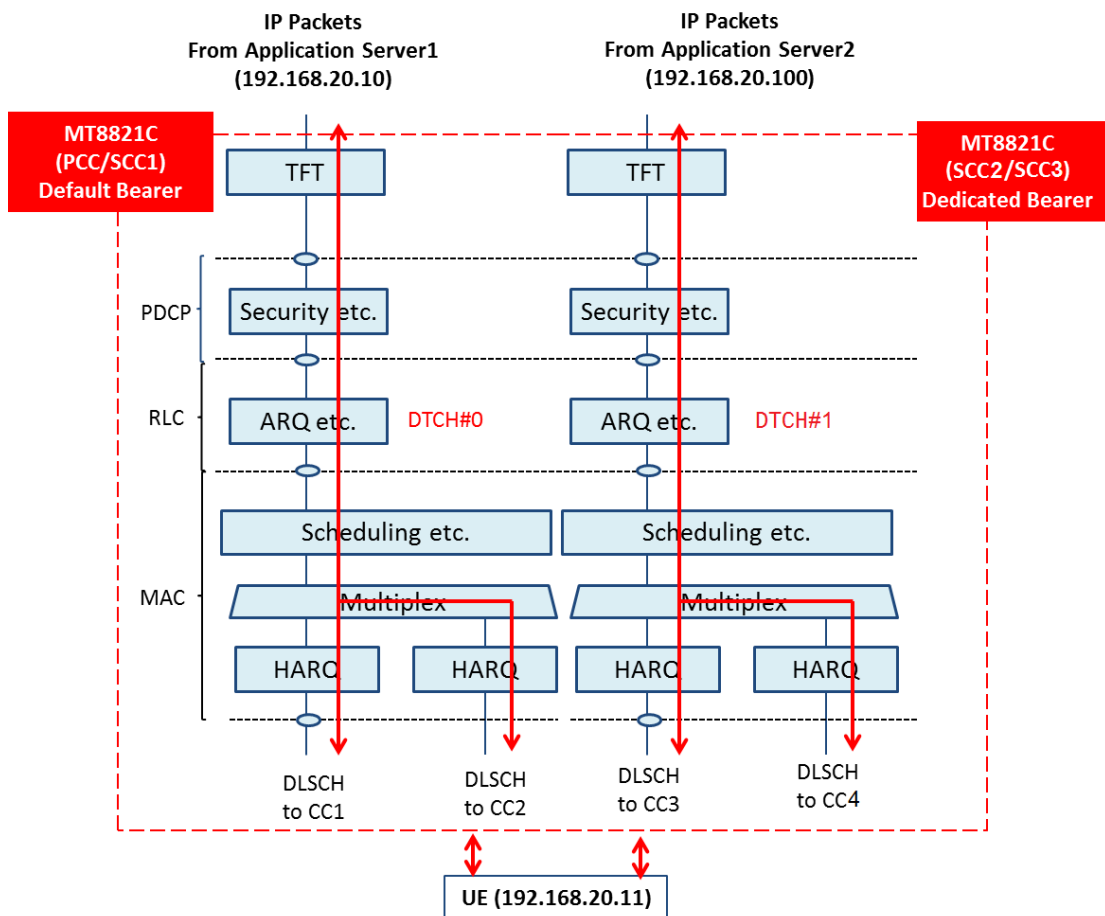 IP Packets
From Application Server1
(192.168.20.10)
IP Packets
From Application Server2
(192.168.20.100)
MT8821C
(PCC/SCC1)
Default Bearer
MT8821C
(SCC2/SCC3)
Dedicated Bearer
TFT
TFT
PDCP
Security etc.
Security etc.
RLC
ARQ etc.
DTCH#0
ARQ etc.
DTCH#1
MAC
Scheduling etc.
Scheduling etc.
Multiplex
Multiplex
HARQ
HARQ
HARQ
HARQ
DLSCH
to CC1
DLSCH
to CC2
DLSCH
to CC3
DLSCH
to CC4
UE (192.168.20.11)